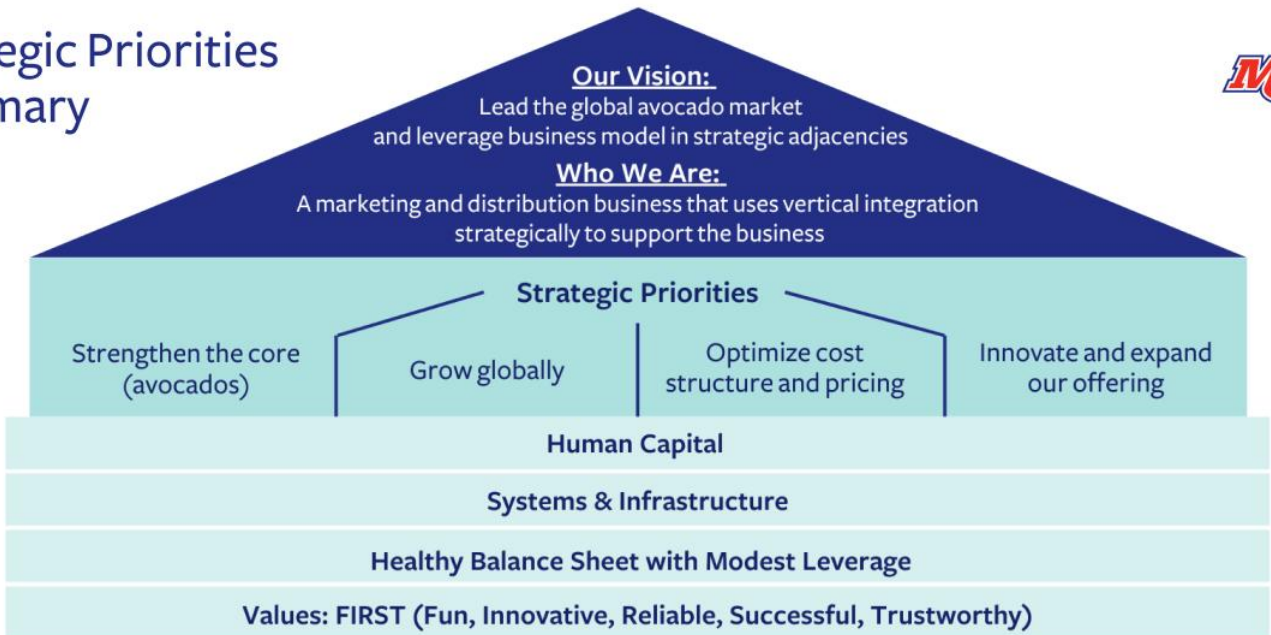 egic Priorities
mary
Our Vision:
Lead the global avocado market
and leverage business model in strategic adjacencies
Who We Are:
A marketing and distribution business that uses vertical integration
strategically to support the business
Strategic Priorities
Strengthen the core
(avocados)
Grow globally
Optimize cost
structure and pricing
Innovate and expand
our offering
Human Capital
Systems & Infrastructure
Healthy Balance Sheet with Modest Leverage
Values: FIRST (Fun, Innovative, Reliable, Successful, Trustworthy)